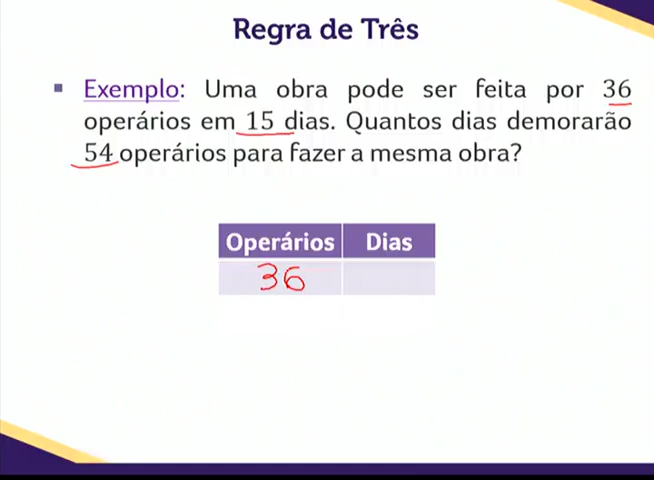 Regra de Três
▪ Exemplo: Uma obra pode ser feita por 36
operários em 15 dias. Quantos dias demorarão
54 operários para fazer a mesma obra?
Operários Dias
36